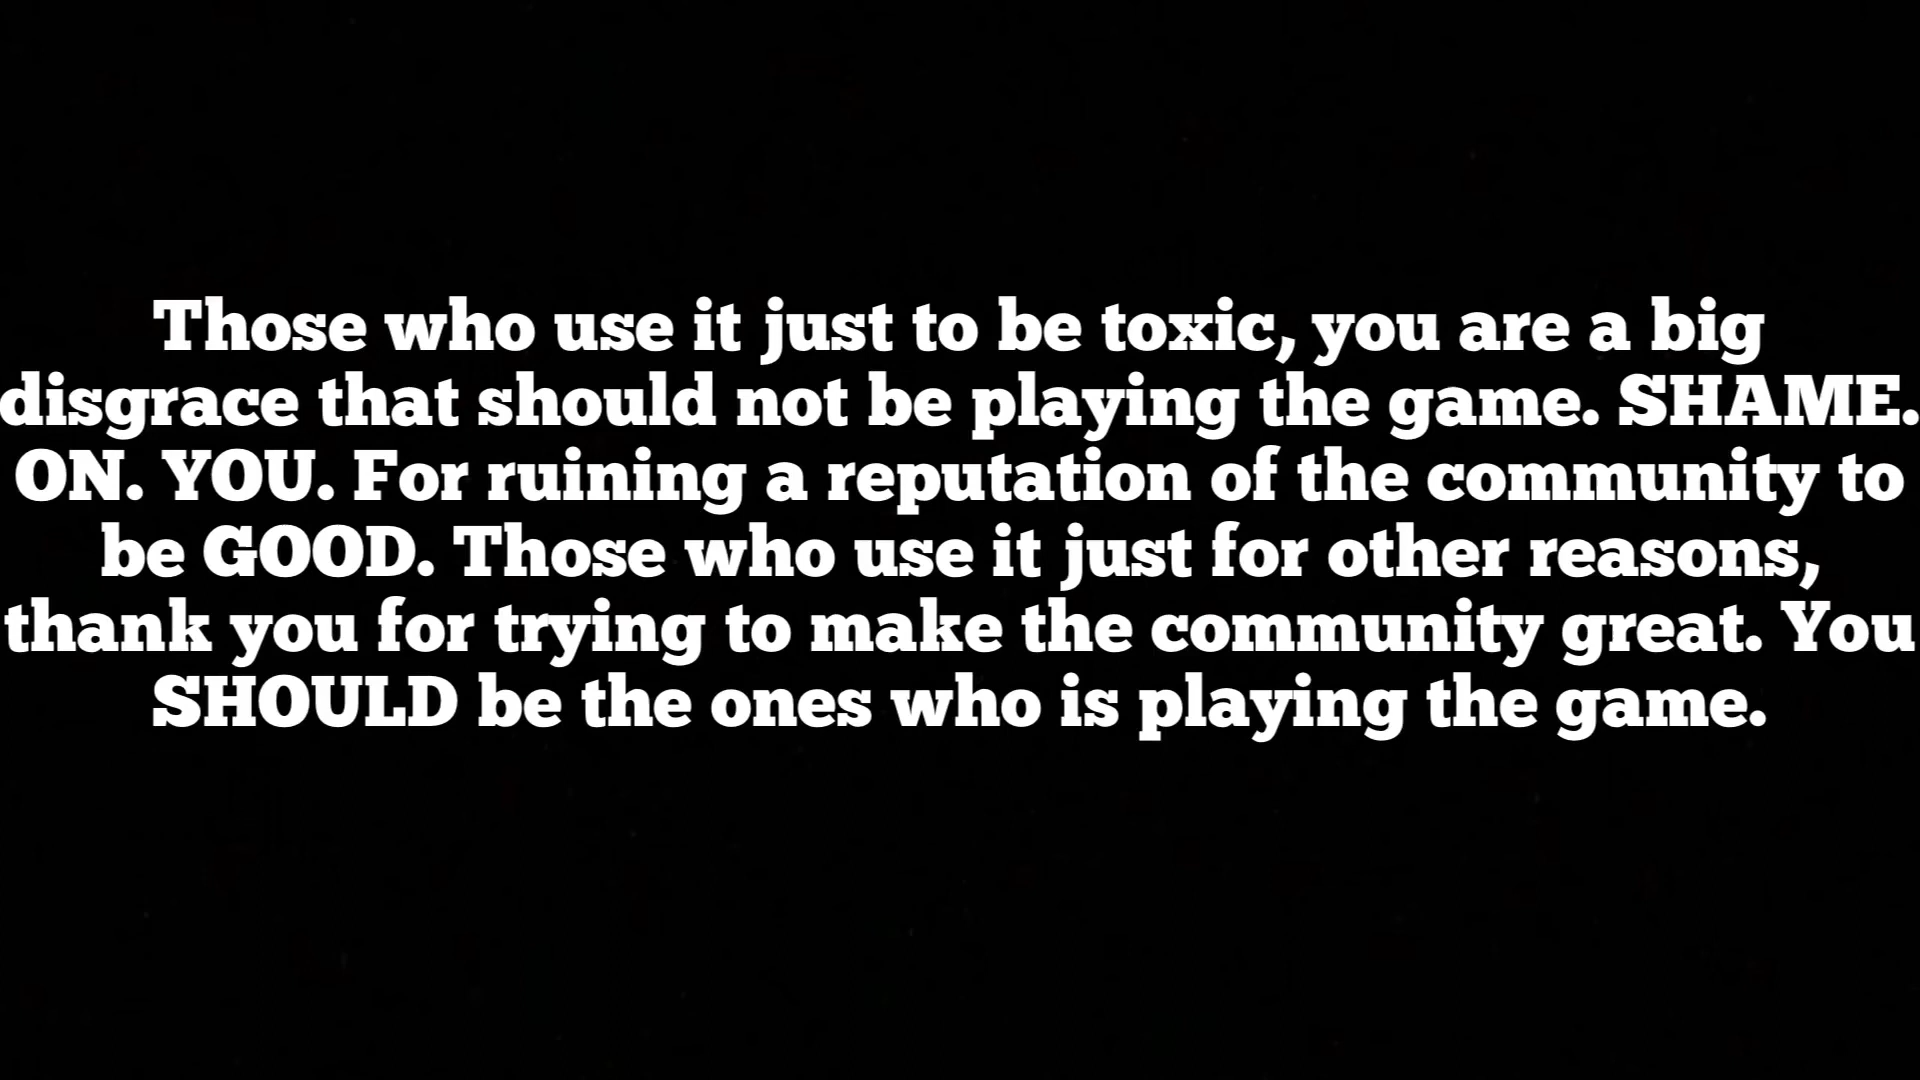 Those who use it just to be toxic, you are a big
disgrace that should not be playing the game. SHAME.
ON. YOU. For ruining a reputation of the community to
be GOOD. Those who use it just for other reasons,
thank you for trying to make the community great. You
SHOULD be the ones who is playing the game.